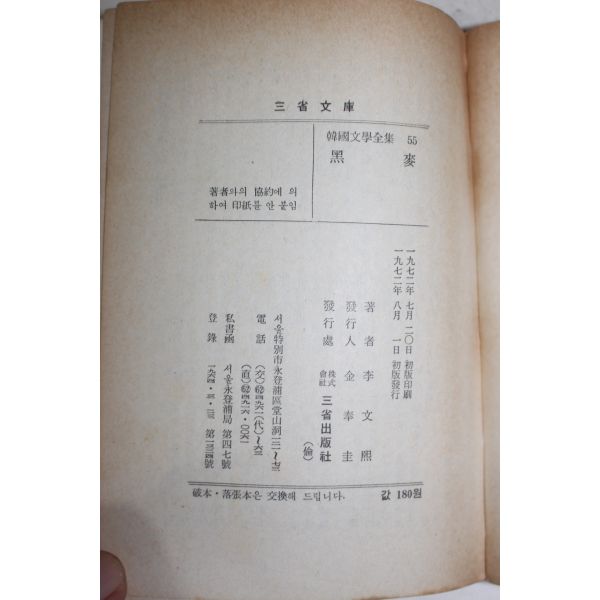 三省文庫
韓國文學全集 55
黑麥
著者와의 協約에 의
하여 印紙를 안 붙임
一九七二年 七月 二〇日 初版印刷
一九七二年 八月 一日 初版發行
著者 李文熙
發行人 金奉圭
發行處 株式會社 三省出版社
(倫)
서울特別市永登浦區堂山洞
電話
私書函 서울永登浦局 第四七號
登錄
破本·落張本은 交換해 드립니다.
값 180원